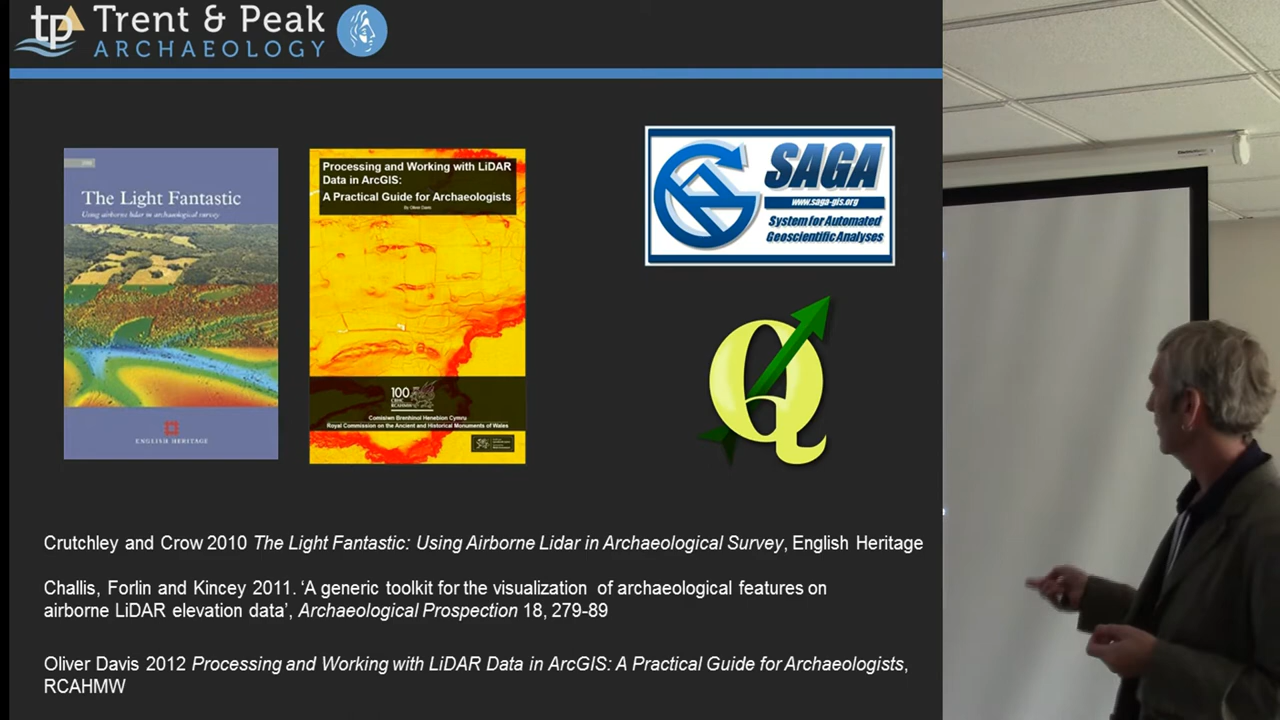 tp Trent & Peak
ARCHAEOLOGY
The Light Fantastic
Using airborne lidar in archaeological survey
ENGLISH HERITAGE
Processing and Working with LiDAR
Data in ArcGIS:
A Practical Guide for Archaeologists
By Oliver Davis
100
Comisiwn Brenhinol Henebion Cymru
Royal Commission on the Ancient and Historical Monuments of Wales
SAGA
www.saga-gis.org
System for Automated
Geoscientific Analyses
Q
Crutchley and Crow 2010 The Light Fantastic: Using Airborne Lidar in Archaeological Survey, English Heritage
Challis, Forlin and Kincey 2011. ‘A generic toolkit for the visualization of archaeological features on
airborne LiDAR elevation data’, Archaeological Prospection 18, 279-89
Oliver Davis 2012 Processing and Working with LiDAR Data in ArcGIS: A Practical Guide for Archaeologists,
RCAHMW